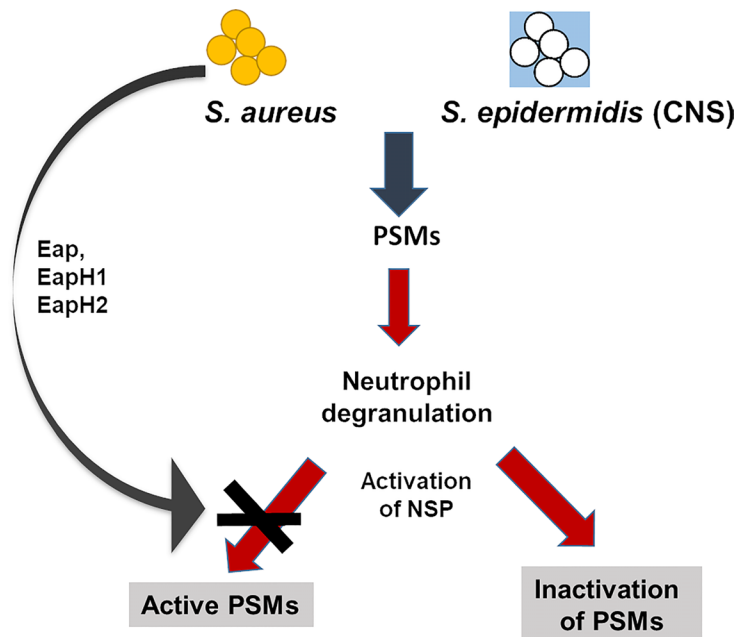 S. aureus
S. epidermidis (CNS)
PSMs
Eap,
EapH1
EapH2
Neutrophil
degranulation
Activation
of NSP
Active PSMs
Inactivation
of PSMs